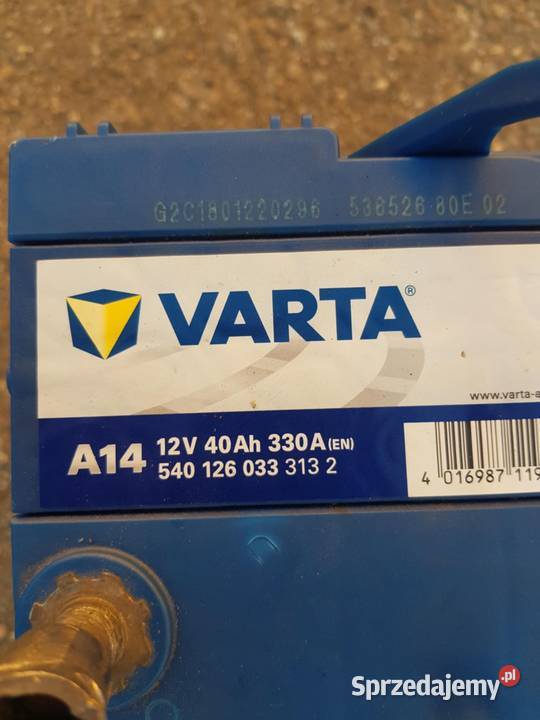 G2C1801220296 536526 80E 02
VARTA®
www.varta-a
A14 12V 40Ah 330A (EN)
540 126 033 313 2
4 016987 119
Sprzedajemy.pl